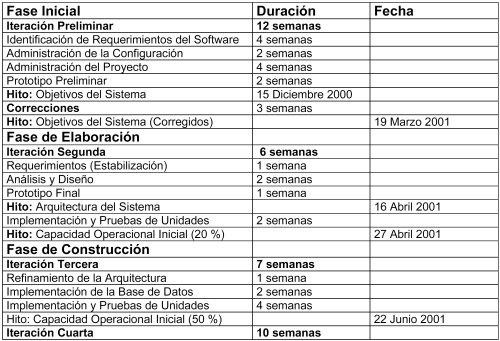 Fase Inicial Duración Fecha
Iteración Preliminar 12 semanas
Identificación de Requerimientos del Software 4 semanas
Administración de la Configuración 2 semanas
Administración del Proyecto 4 semanas
Prototipo Preliminar 2 semanas
Hito: Objetivos del Sistema 15 Diciembre 2000
Correcciones 3 semanas
Hito: Objetivos del Sistema (Corregidos) 19 Marzo 2001
Fase de Elaboración
Iteración Segunda 6 semanas
Requerimientos (Estabilización) 1 semana
Análisis y Diseño 2 semanas
Prototipo Final 1 semana
Hito: Arquitectura del Sistema 16 Abril 2001
Implementación y Pruebas de Unidades 2 semanas
Hito: Capacidad Operacional Inicial (20 %) 27 Abril 2001
Fase de Construcción
Iteración Tercera 7 semanas
Refinamiento de la Arquitectura 1 semana
Implementación de la Base de Datos 2 semanas
Implementación y Pruebas de Unidades 4 semanas
Hito: Capacidad Operacional Inicial (50 %) 22 Junio 2001
Iteración Cuarta 10 semanas